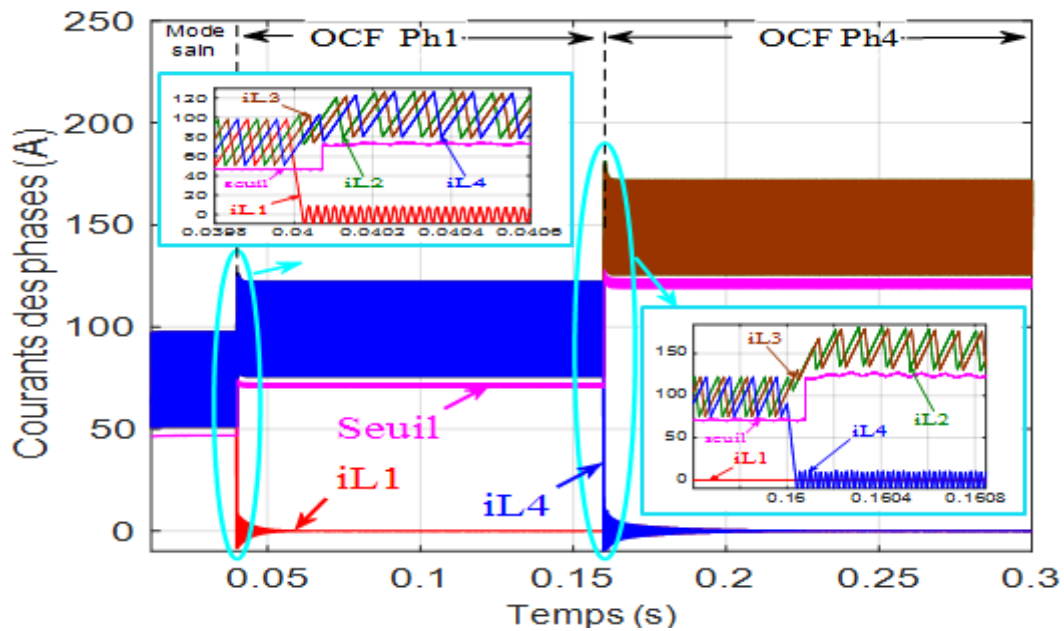 250
200
150
100
50
0
Courants des phases (A)
Mode sain
OCF Ph1
OCF Ph4
120
100
80
60
40
20
0
iL3
seuil
iL2
iL4
iL1
0.0398
0.04
0.0402
0.0404
0.0406
Seuil
iL1
iL4
150
100
50
0
iL3
seuil
iL2
iL4
iL1
0.16
0.1604
0.1608
0.05
0.1
0.15
0.2
0.25
0.3
Temps (s)